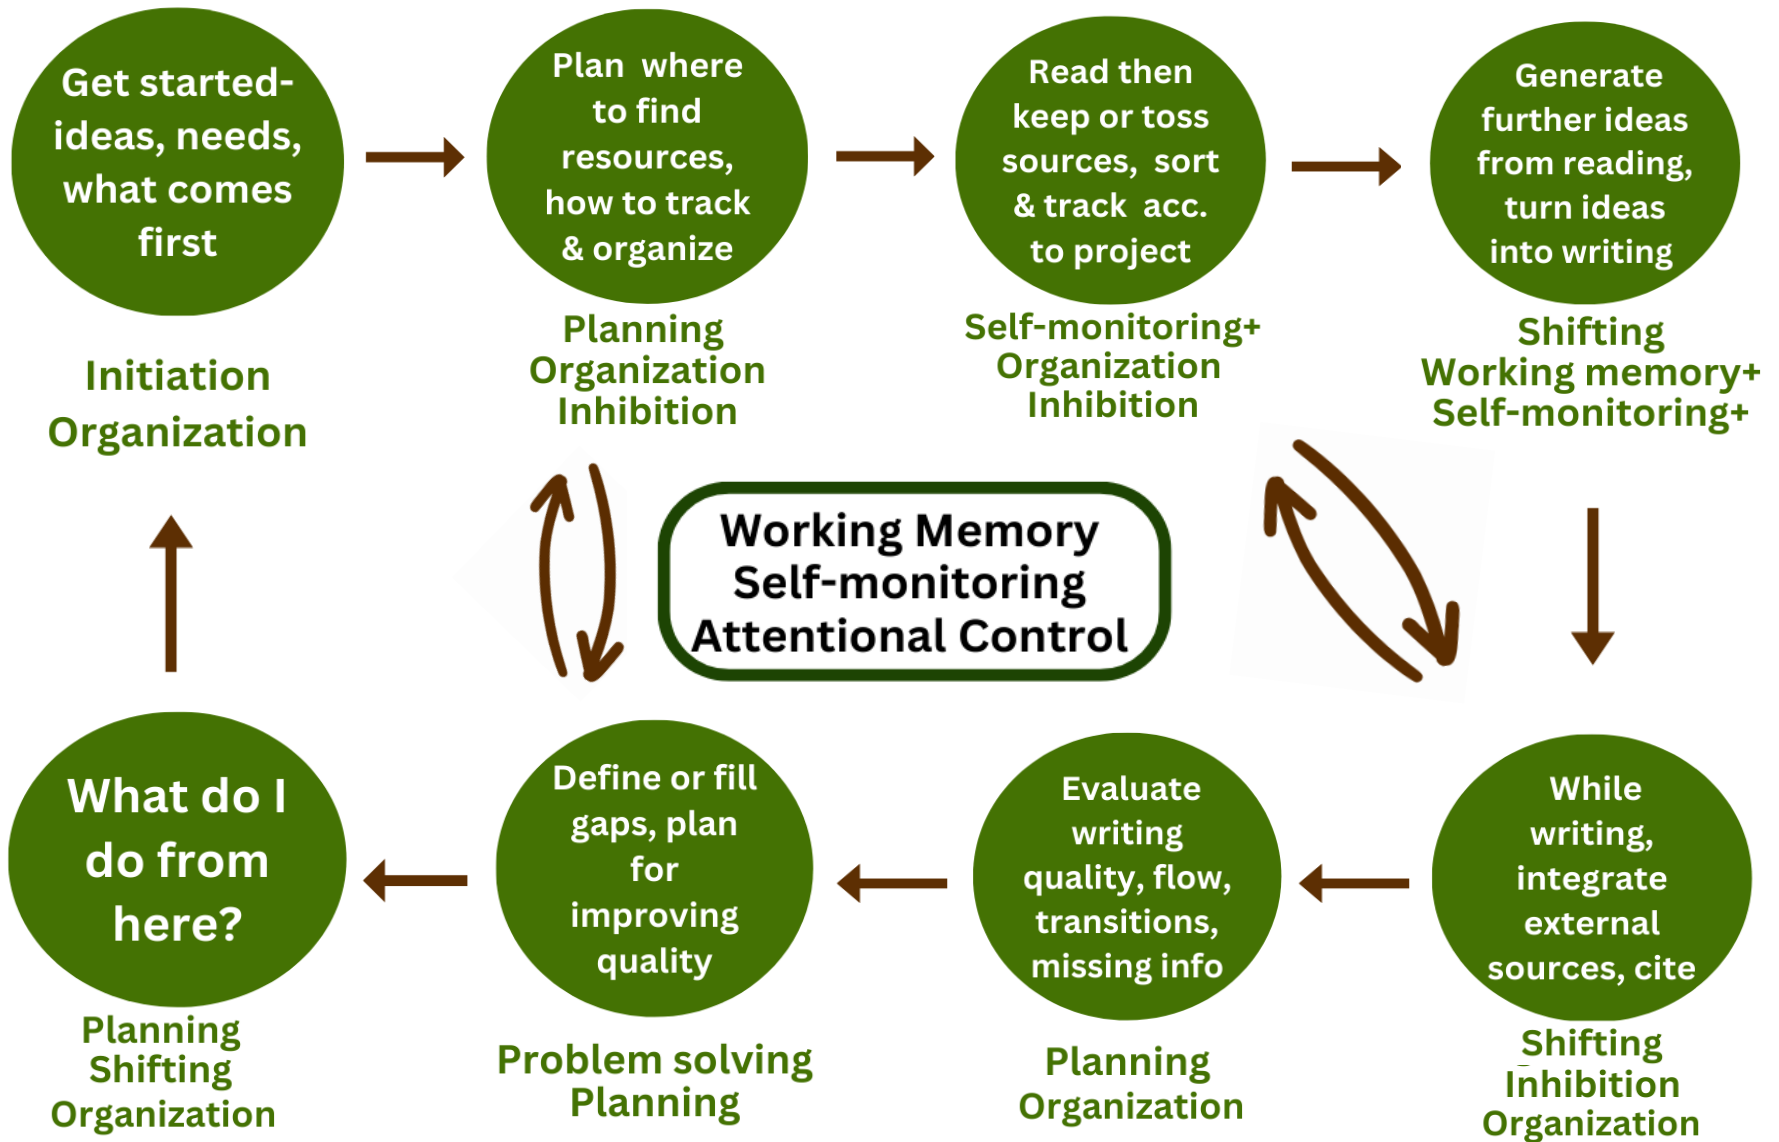 Get started-
ideas, needs,
what comes
first
Initiation
Organization
Plan where
to find
resources,
how to track
& organize
Planning
Organization
Inhibition
Read then
keep or toss
sources, sort
& track acc.
to project
Self-monitoring+
Organization
Inhibition
Generate
further ideas
from reading,
turn ideas
into writing
Shifting
Working memory+
Self-monitoring+
Working Memory
Self-monitoring
Attentional Control
While
writing,
integrate
external
sources, cite
Shifting
Inhibition
Organization
Evaluate
writing
quality, flow,
transitions,
missing info
Planning
Organization
Define or fill
gaps, plan
for
improving
quality
Problem solving
Planning
What do I
do from
here?
Planning
Shifting
Organization